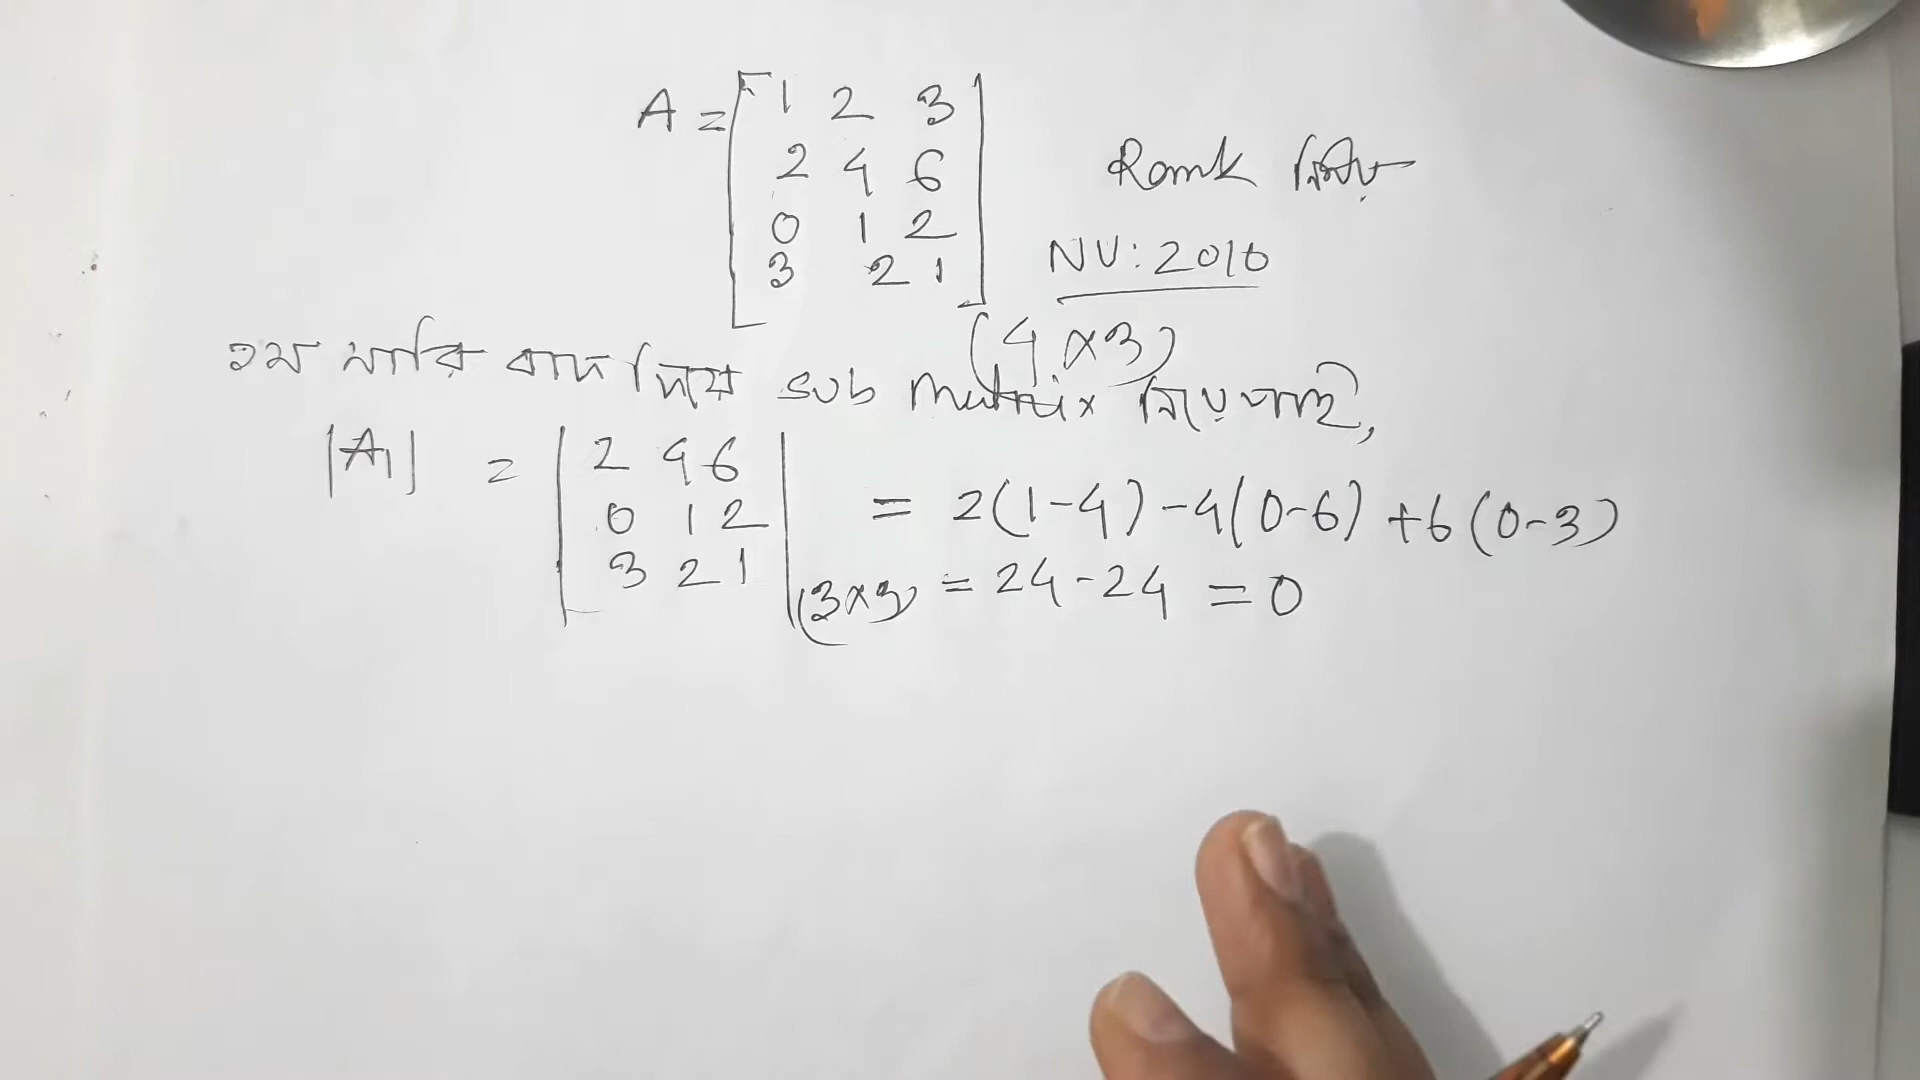 A = [ 1 2 3
2 4 6
0 1 2
3 2 1 ]
(4×3)
Rank নির্ণয়
NU: 2016
১ম সারি বাদ দিয়ে sub matrix নিয়ে পাই,
|A₁| = | 2 4 6
0 1 2
3 2 1 | (3×3)
= 2(1-4) -4(0-6) +6(0-3)
= 24-24 = 0